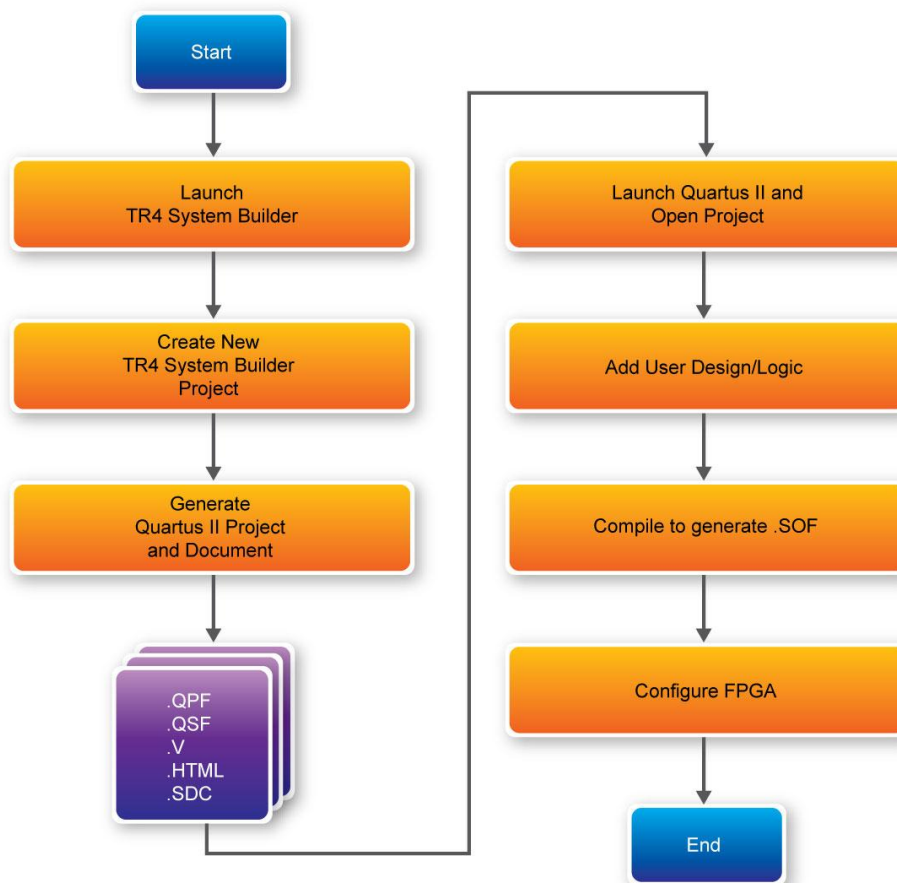 Start
Launch
TR4 System Builder
Create New
TR4 System Builder
Project
Generate
Quartus II Project
and Document
.QPF
.QSF
.V
.HTML
.SDC
Launch Quartus II and
Open Project
Add User Design/Logic
Compile to generate .SOF
Configure FPGA
End